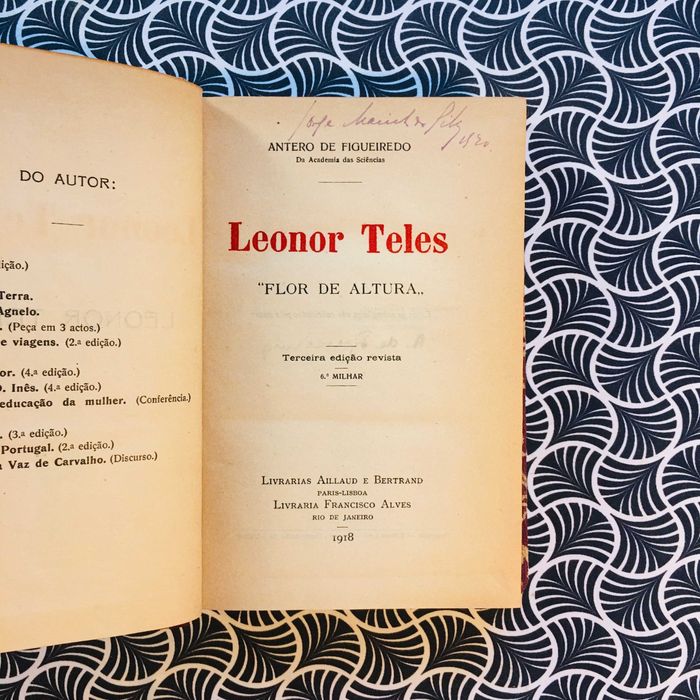 DO AUTOR:
ição.)
Terra.
Agnelo.
. (Peça em 3 actos.)
e viagens. (2.ª edição.)
or. (4.ª edição.)
D. Inês. (4.ª edição.)
educação da mulher. (Conferência.)
. (3.ª edição.)
Portugal. (2.ª edição.)
a Vaz de Carvalho. (Discurso.)
Jorge
1920.
ANTERO DE FIGUEIREDO
Da Academia das Sciências
Leonor Teles
"FLOR DE ALTURA„
Terceira edição revista
6.º MILHAR
LIVRARIAS AILLAUD E BERTRAND
PARIS-LISBOA
LIVRARIA FRANCISCO ALVES
RIO DE JANEIRO
1918